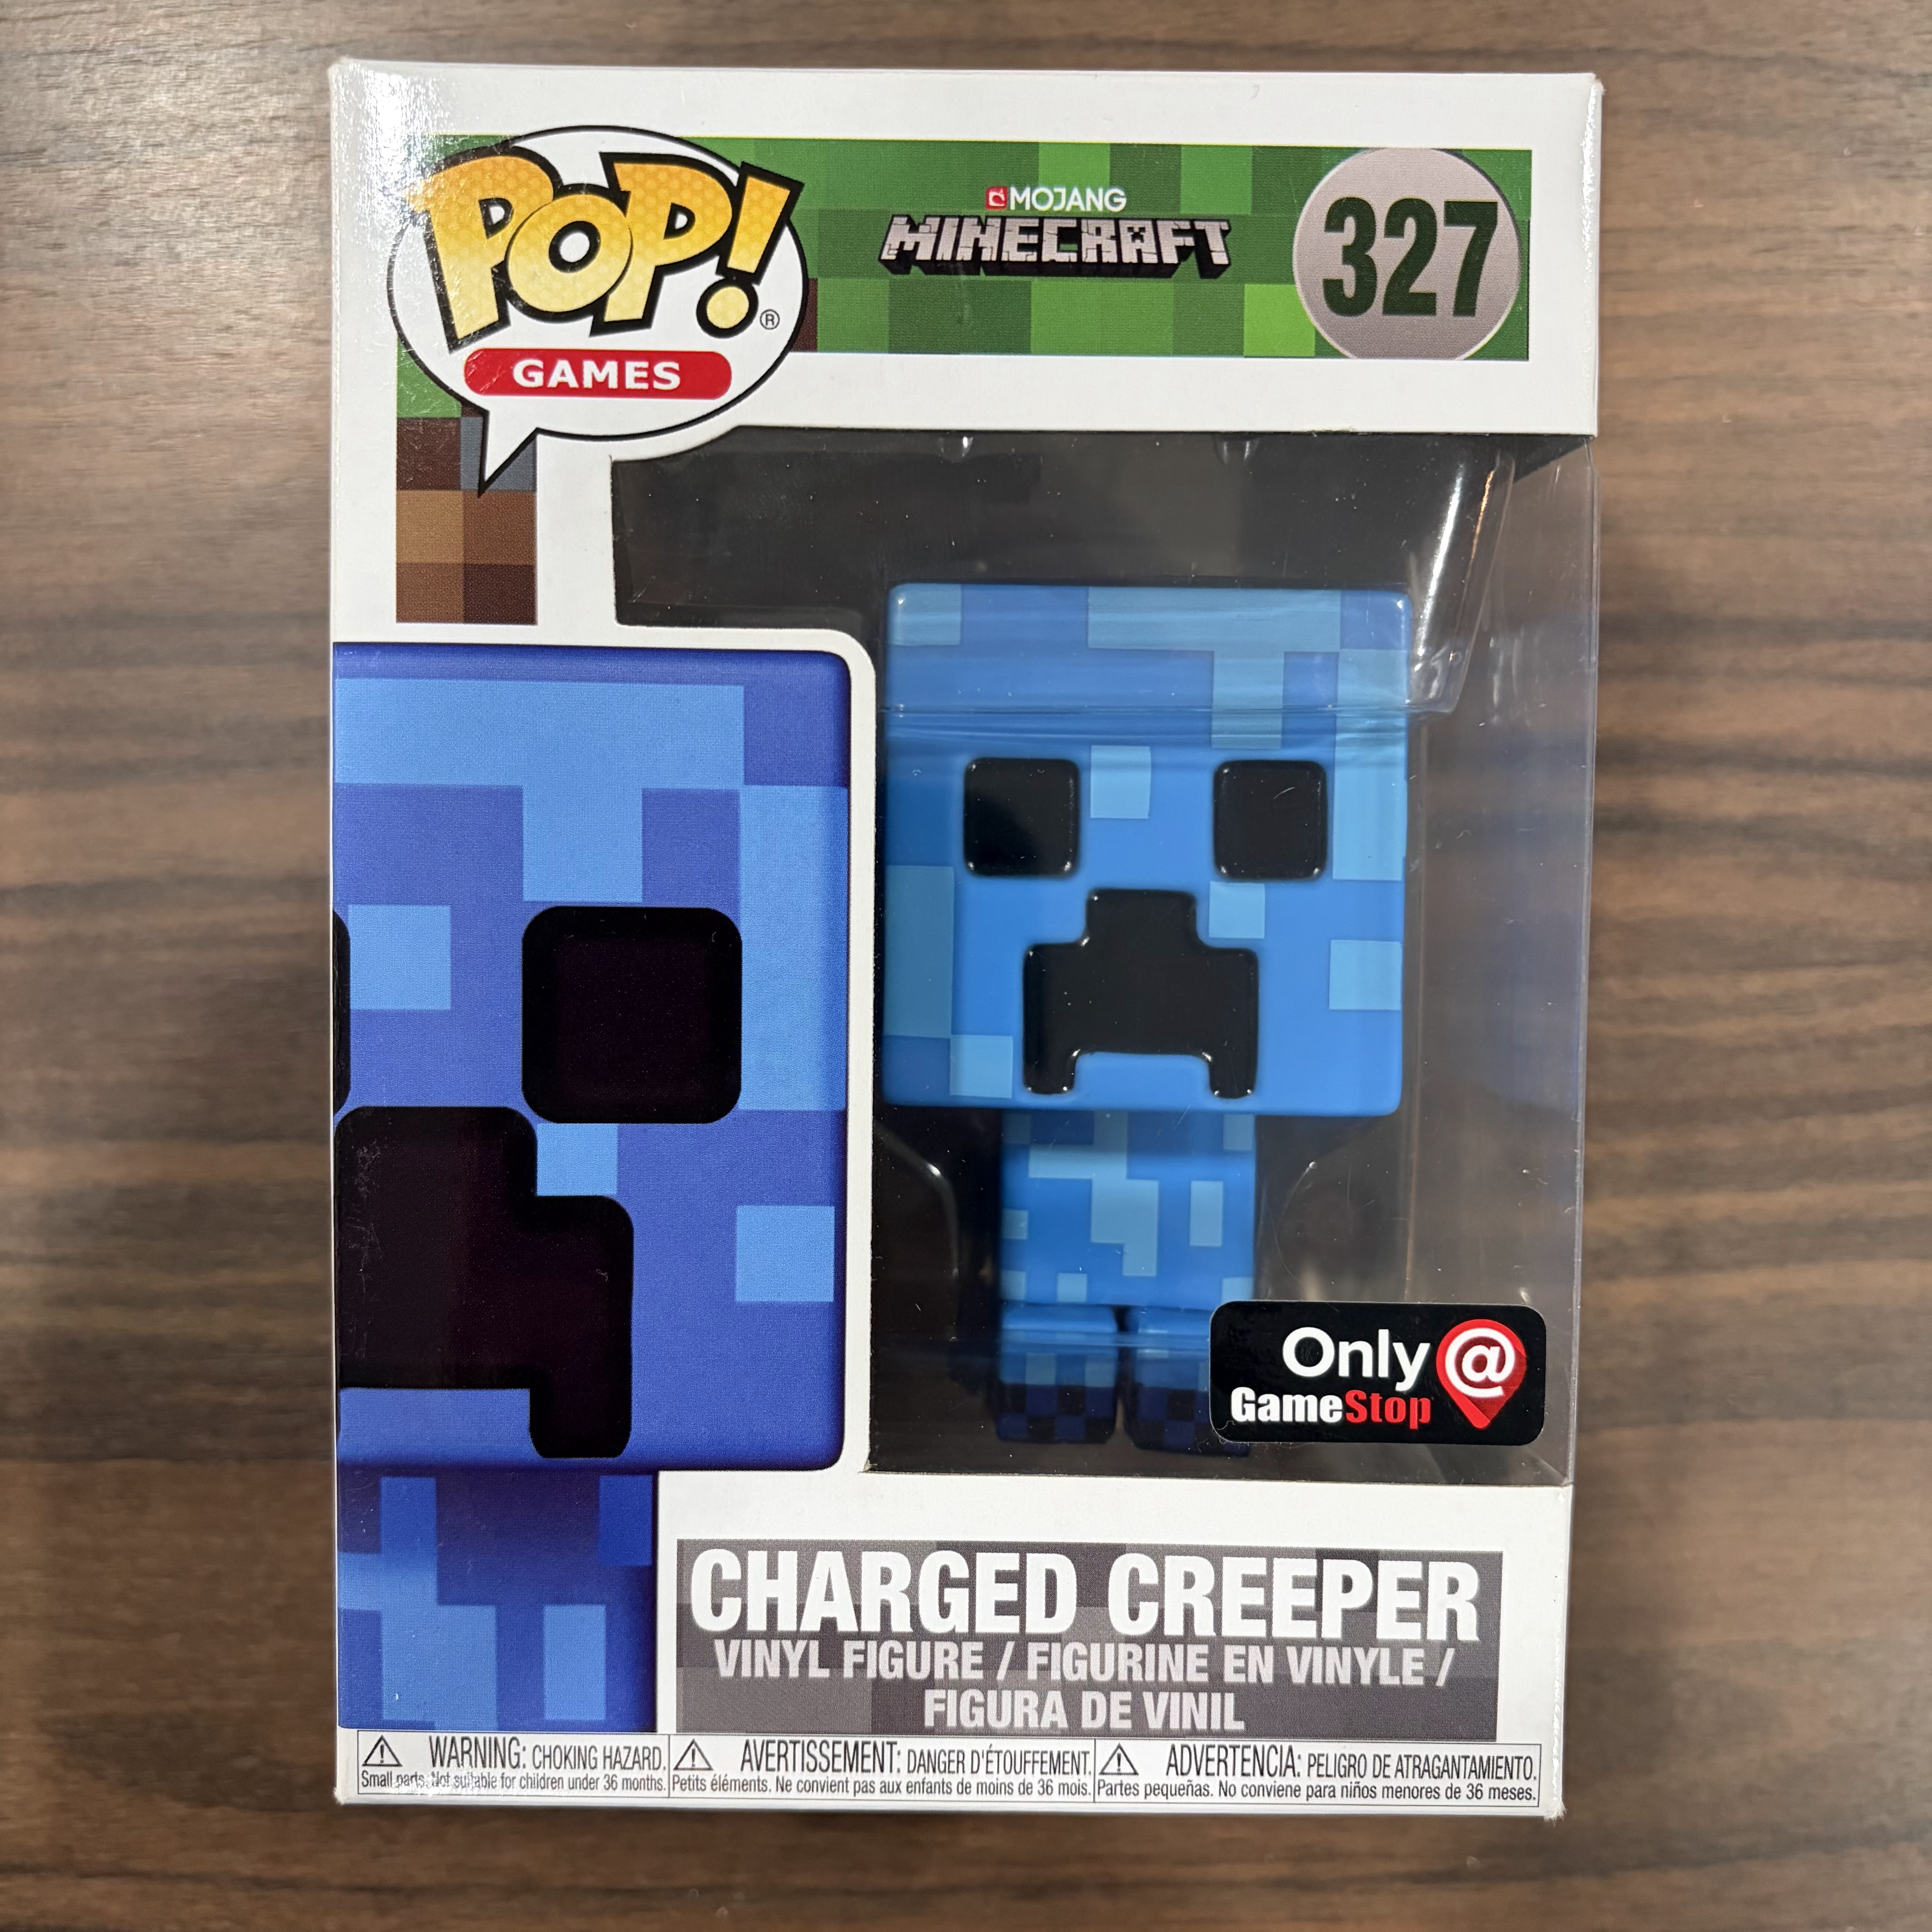 POP!®
GAMES
MOJANG
MINECRAFT
327
Only @
GameStop
CHARGED CREEPER
VINYL FIGURE / FIGURINE EN VINYLE /
FIGURA DE VINIL
WARNING: CHOKING HAZARD.
Small parts. Not suitable for children under 36 months.
AVERTISSEMENT: DANGER D'ÉTOUFFEMENT.
Petits éléments. Ne convient pas aux enfants de moins de 36 mois.
ADVERTENCIA: PELIGRO DE ATRAGANTAMIENTO.
Partes pequeñas. No conviene para niños menores de 36 meses.